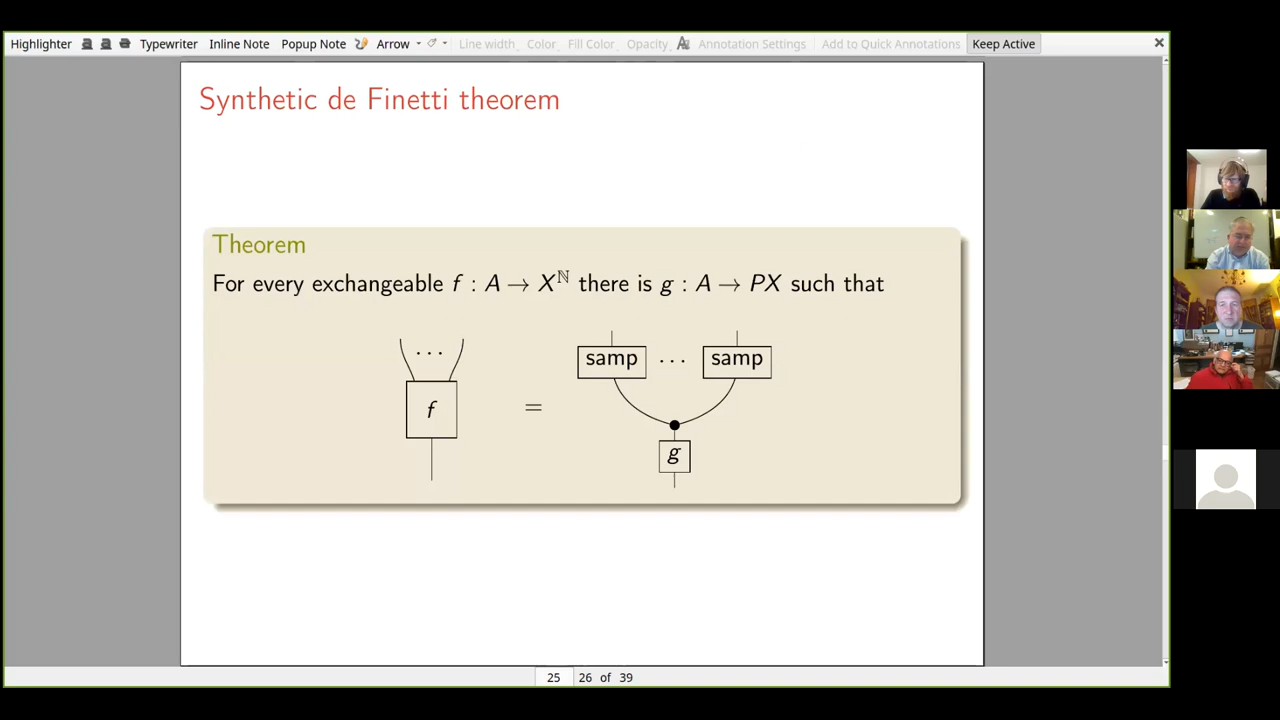 Highlighter Typewriter Inline Note Popup Note Arrow Line width Color Fill Color Opacity Annotation Settings Add to Quick Annotations Keep Active
Synthetic de Finetti theorem
Theorem
For every exchangeable f : A → X^ℕ there is g : A → PX such that
... samp ... samp
f =
g
25 26 of 39